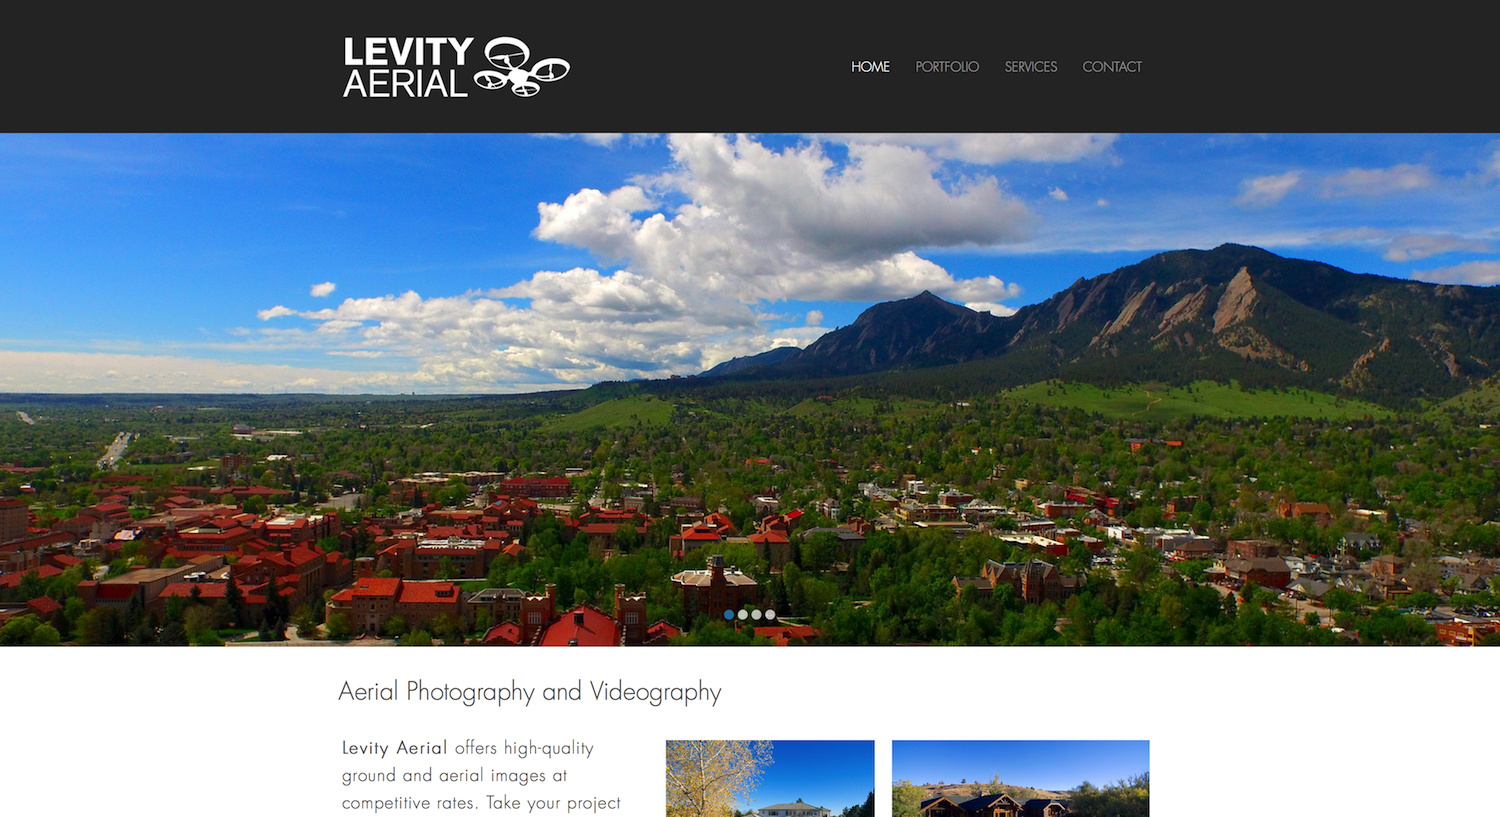 LEVITY
AERIAL
HOME PORTFOLIO SERVICES CONTACT
Aerial Photography and Videography
Levity Aerial offers high-quality
ground and aerial images at
competitive rates. Take your project